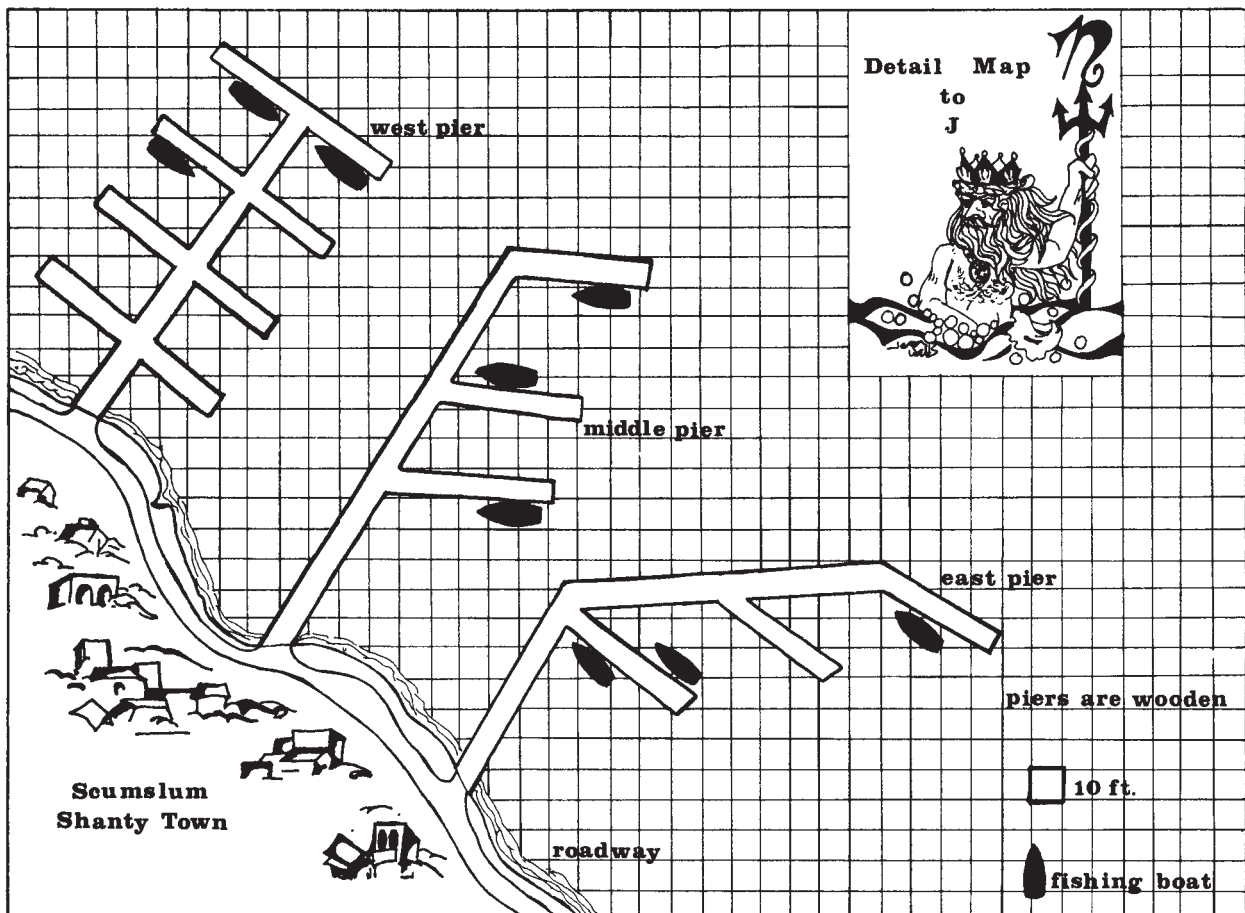 Detail Map
to
J
west pier
middle pier
east pier
piers are wooden
10 ft.
Scumslum
Shanty Town
roadway
fishing boat